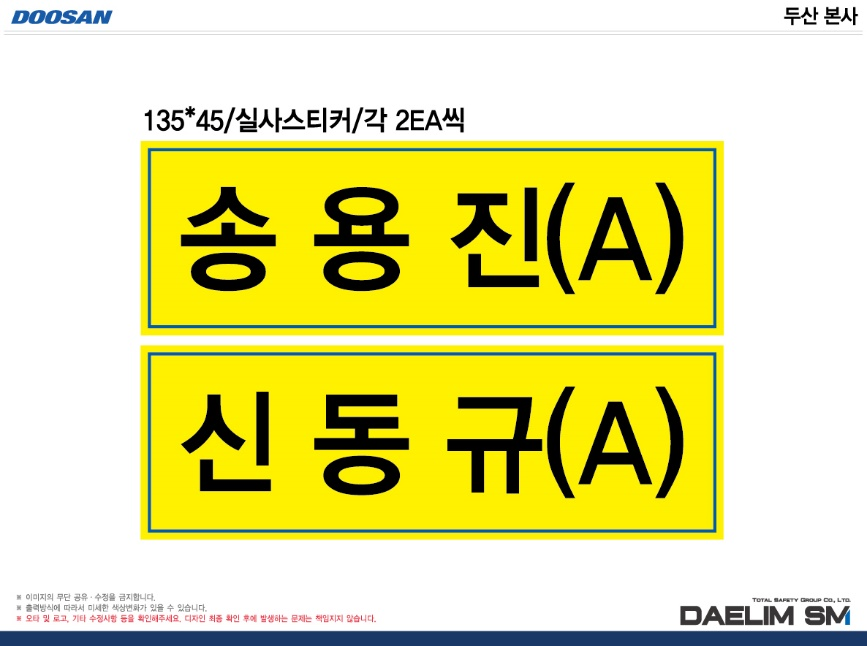 DOOSAN
두산 본사
135*45/실사스티커/각 2EA씩
송 용 진(A)
신 동 규(A)
※ 이미지의 무단 공유 · 수정을 금지합니다.
※ 출력방식에 따라서 미세한 색상변화가 있을 수 있습니다.
※ 오타 및 로고, 기타 수정사항 등을 확인해주세요. 디자인 최종 확인 후에 발생하는 문제는 책임지지 않습니다.
TOTAL SAFETY GROUP CO., LTD.
DAELIM SM